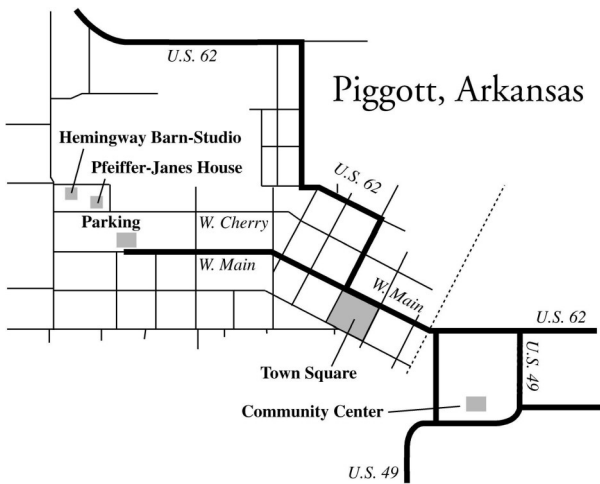 U.S. 62
Piggott, Arkansas
Hemingway Barn-Studio
Pfeiffer-Janes House
U.S. 62
Parking
W. Cherry
W. Main
W. Main
U.S. 62
U.S. 49
Town Square
Community Center
U.S. 49